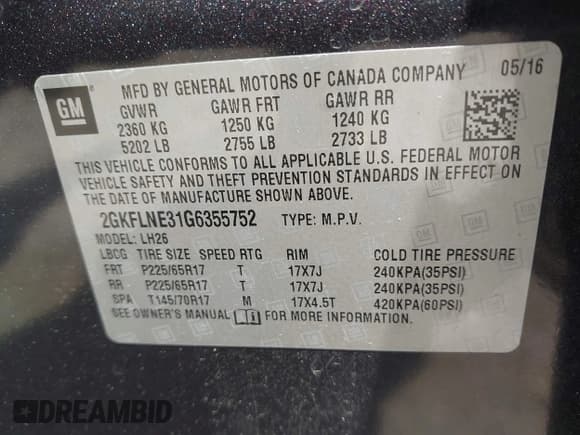 GM
MFD BY GENERAL MOTORS OF CANADA COMPANY 05/16
GVWR GAWR FRT GAWR RR
2360 KG 1250 KG 1240 KG
5202 LB 2755 LB 2733 LB
THIS VEHICLE CONFORMS TO ALL APPLICABLE U.S. FEDERAL MOTOR
VEHICLE SAFETY AND THEFT PREVENTION STANDARDS IN EFFECT ON
THE DATE OF MANUFACTURE SHOWN ABOVE.
2GKFLNE31G6355752 TYPE: M.P.V.
MODEL: LH26
LBCG TIRE SIZE SPEED RTG RIM COLD TIRE PRESSURE
FRT P225/65R17 T 17X7J 240KPA(35PSI)
RR P225/65R17 T 17X7J 240KPA(35PSI)
SPA T145/70R17 M 17X4.5T 420KPA(60PSI)
SEE OWNER'S MANUAL FOR MORE INFORMATION.
DREAMBID